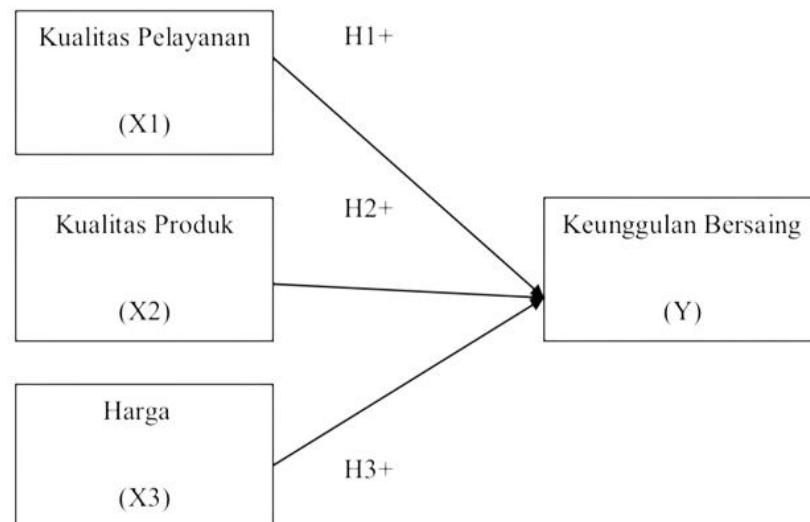 Kualitas Pelayanan
(X1)
H1+
Kualitas Produk
(X2)
H2+
Keunggulan Bersaing
(Y)
Harga
(X3)
H3+